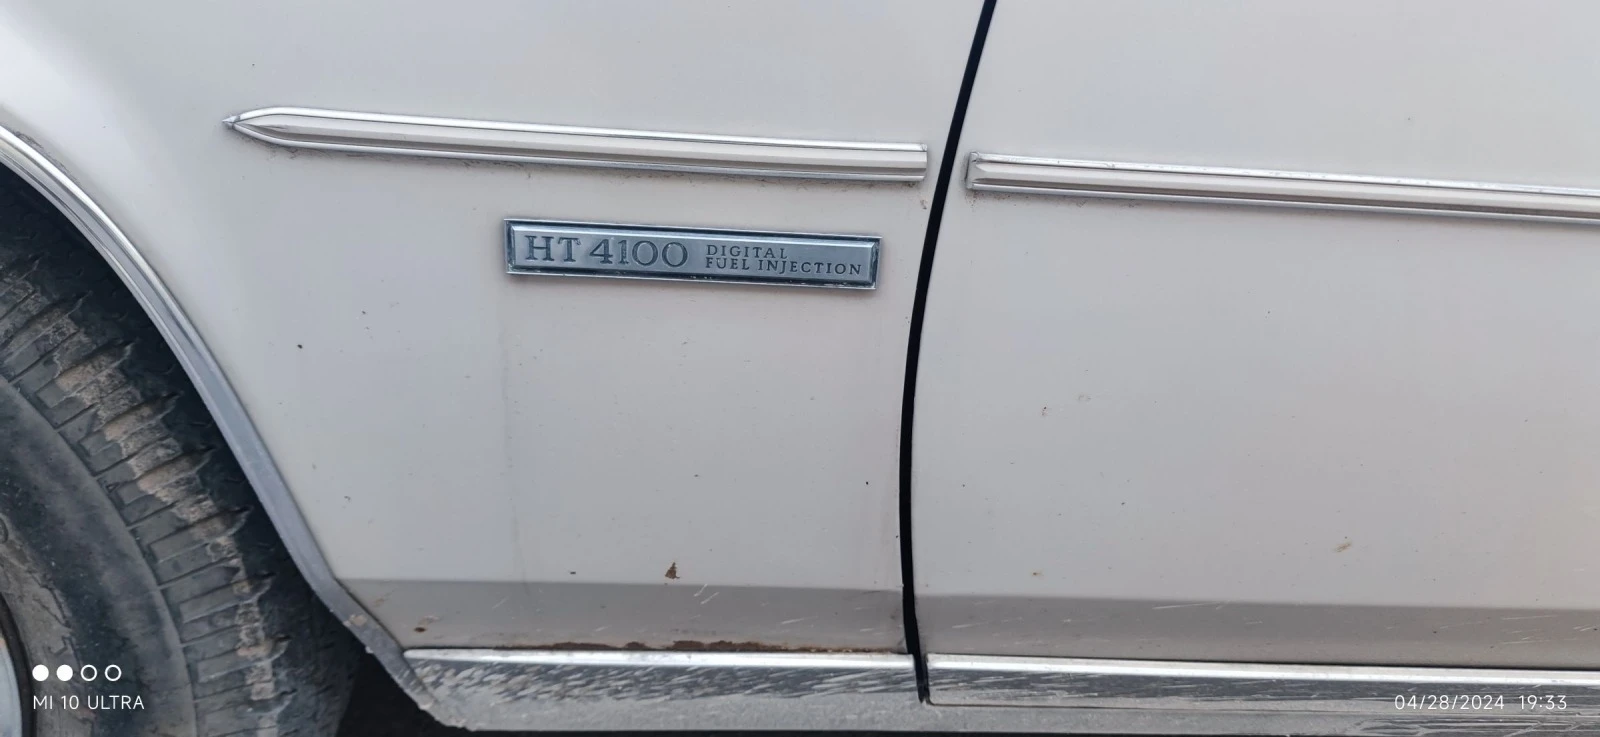 HT 4100 DIGITAL
FUEL INJECTION
MI 10 ULTRA
04/28/2024 19:33